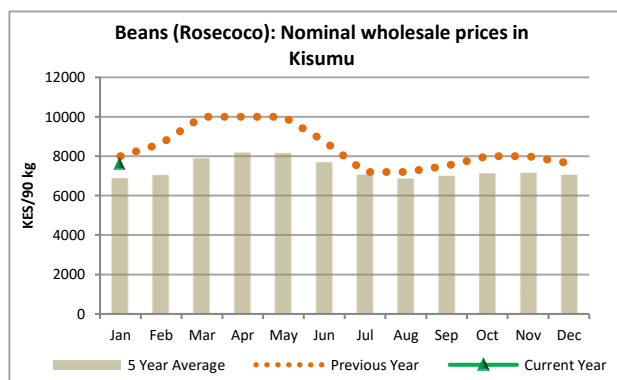 Beans (Rosecoco): Nominal wholesale prices in
Kisumu
12000
10000
8000
6000
4000
2000
0
KES/90 kg
Jan Feb Mar Apr May Jun Jul Aug Sep Oct Nov Dec
5 Year Average Previous Year Current Year